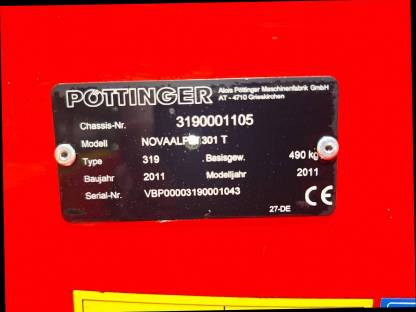 PÖTTINGER Alois Pöttinger Maschinenfabrik GmbH
AT - 4710 Grieskirchen
Chassis-Nr. 3190001105
Modell 301 T
Type 319 Basisgew. 490 kg
Baujahr 2011 Modelljahr 2011
Serial-Nr. VBP00003190001043
CE
27-DE